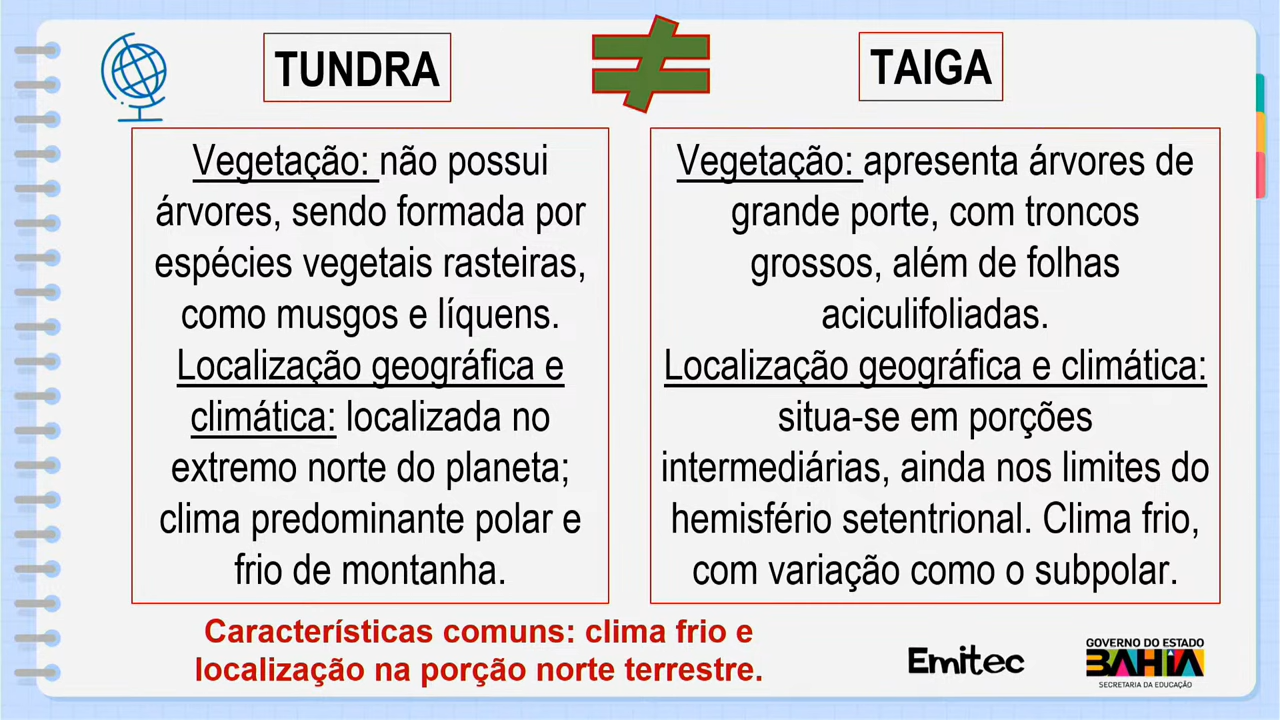 TUNDRA
TAIGA
Vegetação: não possui
árvores, sendo formada por
espécies vegetais rasteiras,
como musgos e líquens.
Localização geográfica e
climática: localizada no
extremo norte do planeta;
clima predominante polar e
frio de montanha.
Vegetação: apresenta árvores de
grande porte, com troncos
grossos, além de folhas
aciculifoliadas.
Localização geográfica e climática:
situa-se em porções
intermediárias, ainda nos limites do
hemisfério setentrional. Clima frio,
com variação como o subpolar.
Características comuns: clima frio e
localização na porção norte terrestre.
Emitec
GOVERNO DO ESTADO
BAHIA
SECRETARIA DA EDUCAÇÃO